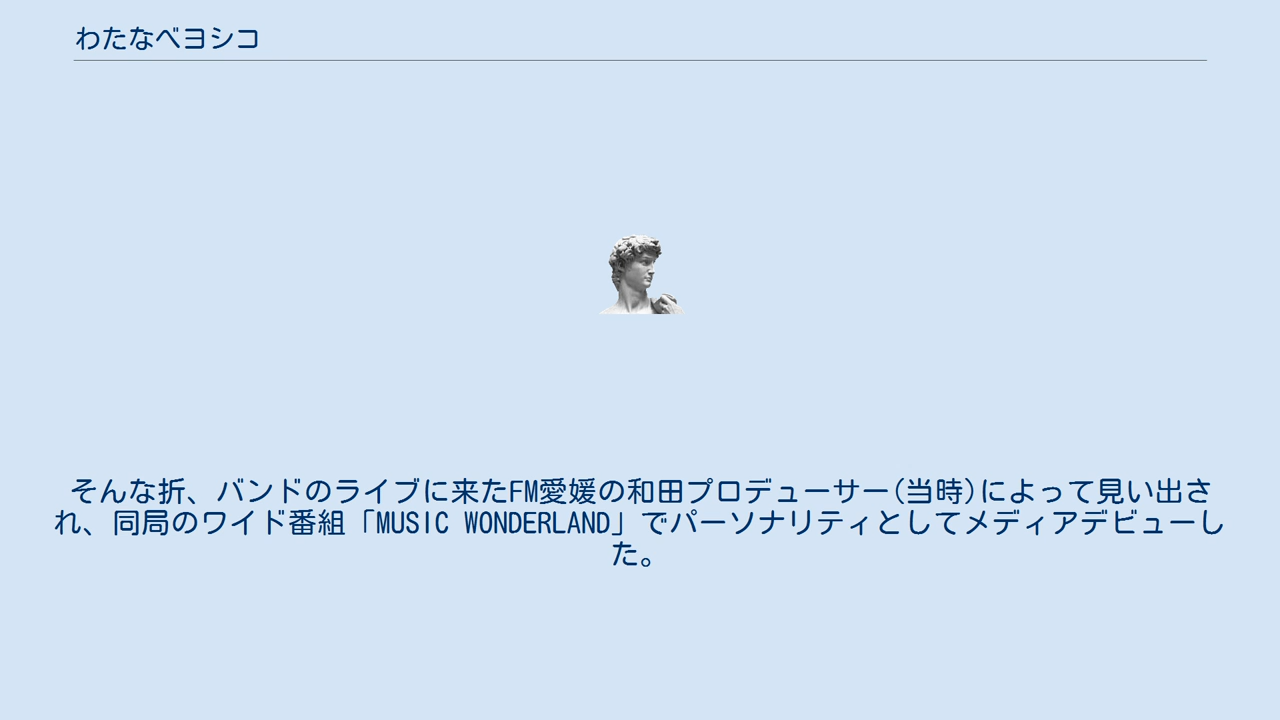 わたなべヨシコ
そんな折、バンドのライブに来たFM愛媛の和田プロデューサー(当時)によって見い出さ
れ、同局のワイド番組「MUSIC WONDERLAND」でパーソナリティとしてメディアデビューし
た。